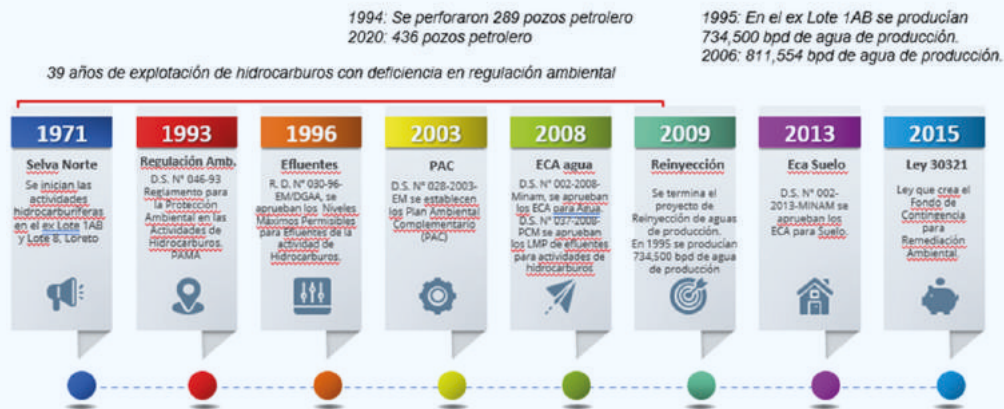 1994: Se perforaron 289 pozos petrolero
2020: 436 pozos petrolero
1995: En el ex Lote 1AB se producían
734,500 bpd de agua de producción.
2006: 811,554 bpd de agua de producción.
39 años de explotación de hidrocarburos con deficiencia en regulación ambiental
1971
Selva Norte
Se inician las
actividades
hidrocarburíferas
en el ex Lote 1AB
y Lote 8, Loreto
1993
Regulación Amb.
D.S. N° 046-93
Reglamento para
la Protección
Ambiental en las
Actividades de
Hidrocarburos.
PAMA
1996
Efluentes
R. D. N° 030-96-
EM/DGAA, se
aprueban los Niveles
Máximos Permisibles
para Efluentes de la
actividad de
Hidrocarburos.
2003
PAC
D.S. N° 028-2003-
EM se establecen
los Plan Ambiental
Complementario
(PAC)
2008
ECA agua
D.S. N° 002-2008-
Minam, se aprueban
los ECA para Agua.
D.S. N° 037-2008-
PCM se aprueban
los LMP de efluentes
para actividades de
hidrocarburos
2009
Reinyección
Se termina el
proyecto de
Reinyección de aguas
de producción.
En 1995 se producían
734,500 bpd de agua
de producción
2013
Eca Suelo
D.S. N° 002-
2013-MINAM se
aprueban los
ECA para Suelo.
2015
Ley 30321
Ley que crea el
Fondo de
Contingencia
para
Remediación
Ambiental.